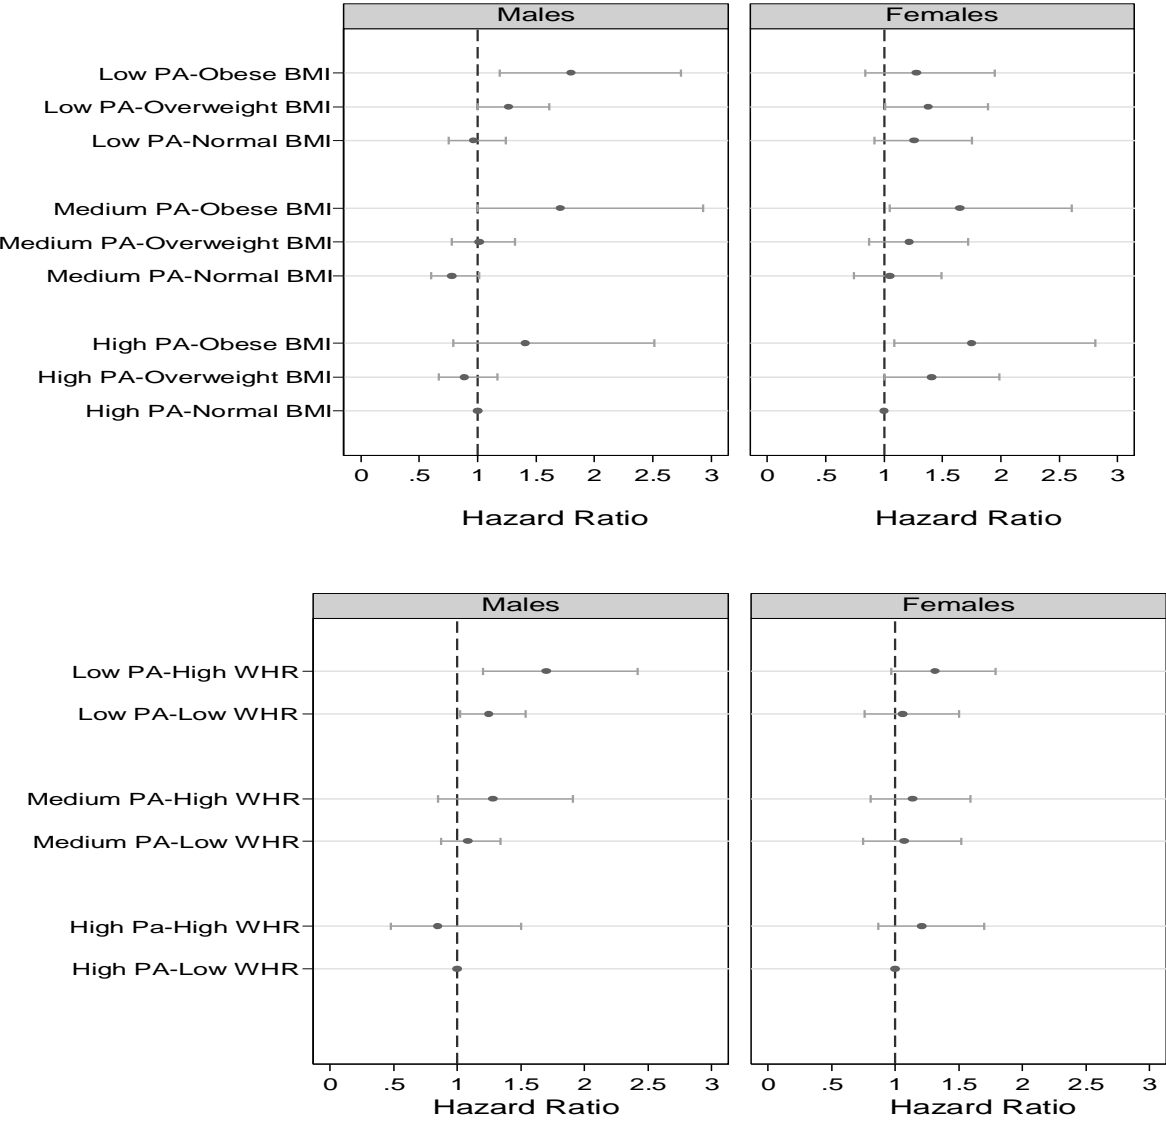 Males Females
Low PA-Obese BMI
Low PA-Overweight BMI
Low PA-Normal BMI
Medium PA-Obese BMI
Medium PA-Overweight BMI
Medium PA-Normal BMI
High PA-Obese BMI
High PA-Overweight BMI
High PA-Normal BMI
0 .5 1 1.5 2 2.5 3 0 .5 1 1.5 2 2.5 3
Hazard Ratio Hazard Ratio
Males Females
Low PA-High WHR
Low PA-Low WHR
Medium PA-High WHR
Medium PA-Low WHR
High Pa-High WHR
High PA-Low WHR
0 .5 1 1.5 2 2.5 3 0 .5 1 1.5 2 2.5 3
Hazard Ratio Hazard Ratio